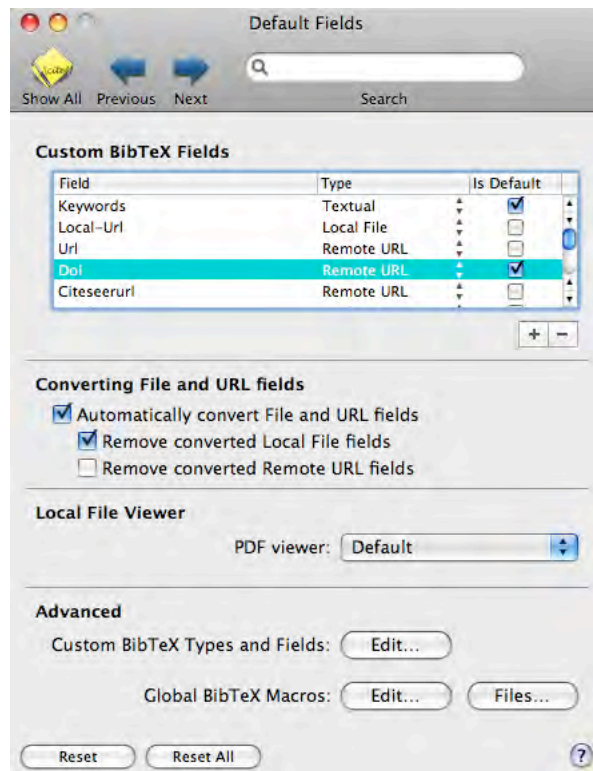 Default Fields
Show All Previous Next Search
Custom BibTeX Fields
Field Type Is Default
Keywords Textual
Local-Url Local File
Url Remote URL
Doi Remote URL
Citeseerurl Remote URL
+ −
Converting File and URL fields
Automatically convert File and URL fields
Remove converted Local File fields
Remove converted Remote URL fields
Local File Viewer
PDF viewer: Default
Advanced
Custom BibTeX Types and Fields: Edit...
Global BibTeX Macros: Edit... Files...
Reset Reset All ?